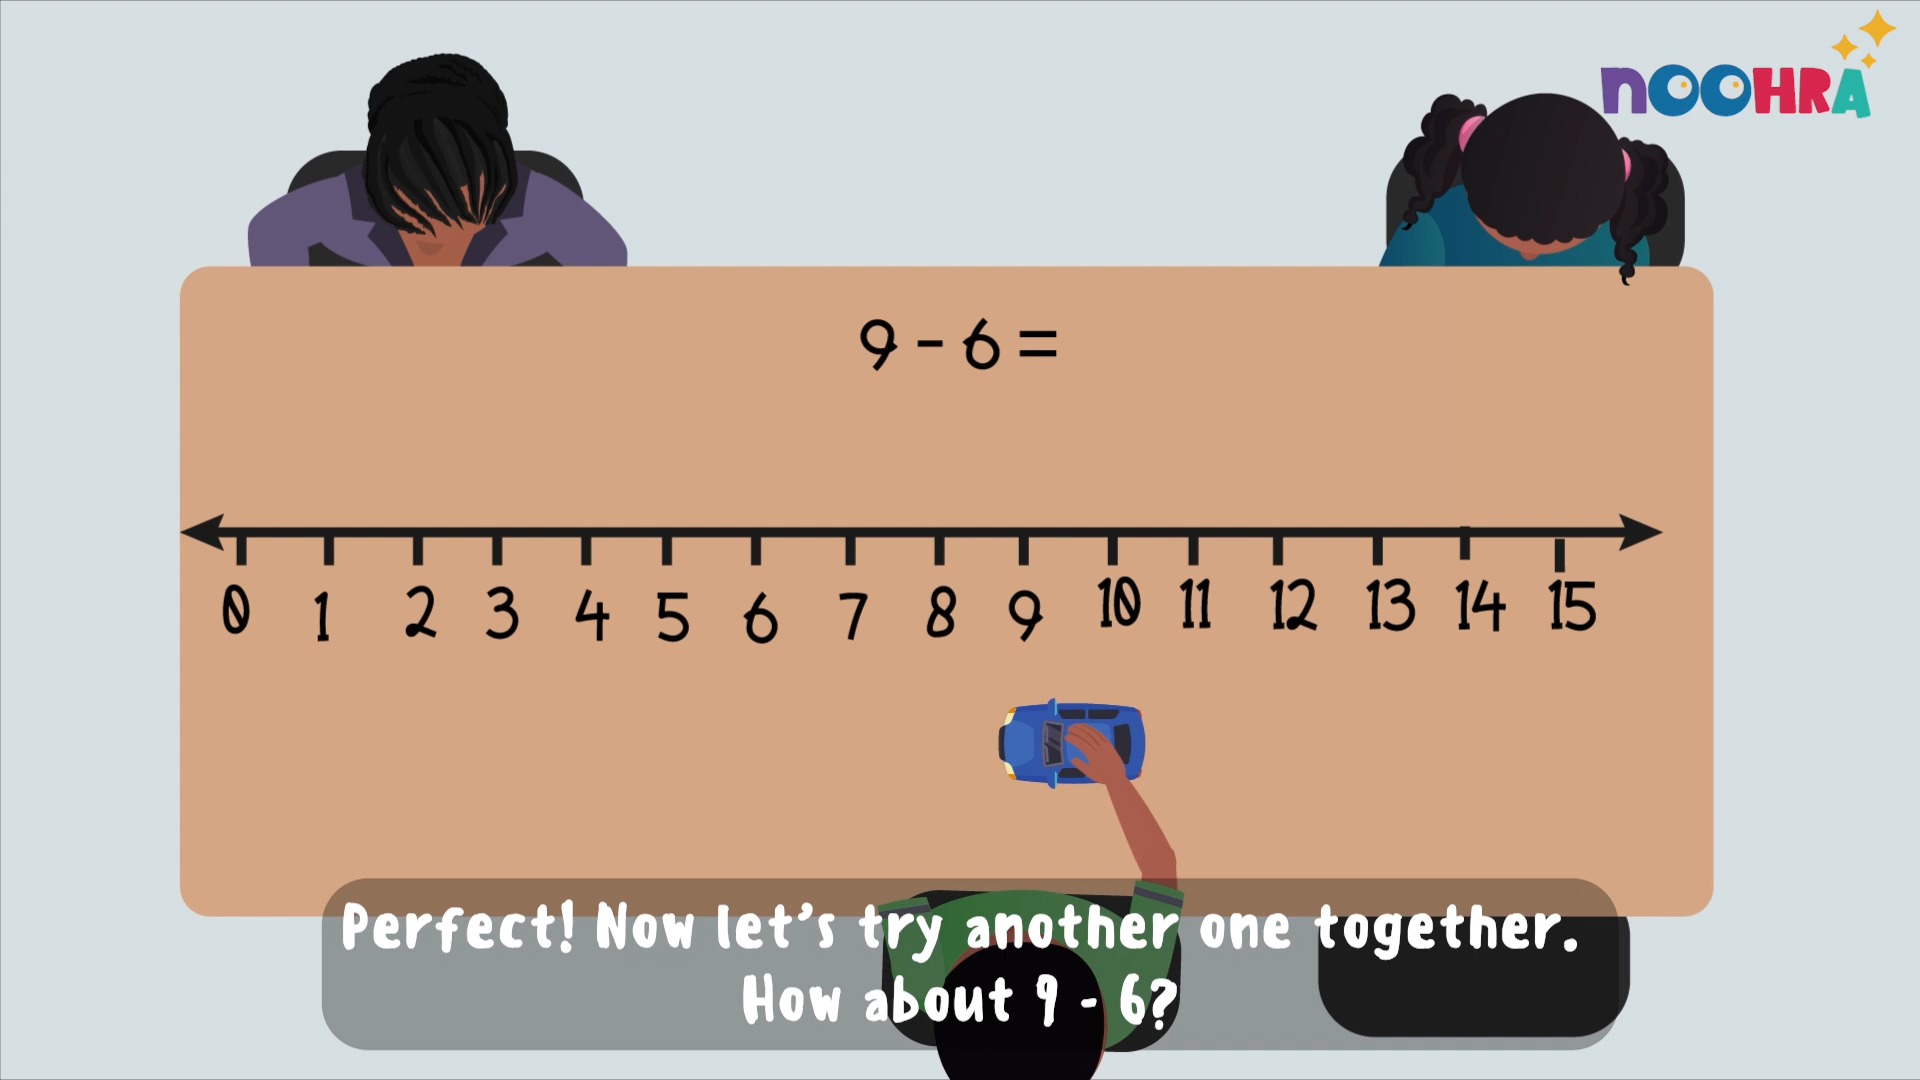 nOOHRA
9 - 6 =
0 1 2 3 4 5 6 7 8 9 10 11 12 13 14 15
Perfect! Now let's try another one together.
How about 9 - 6?